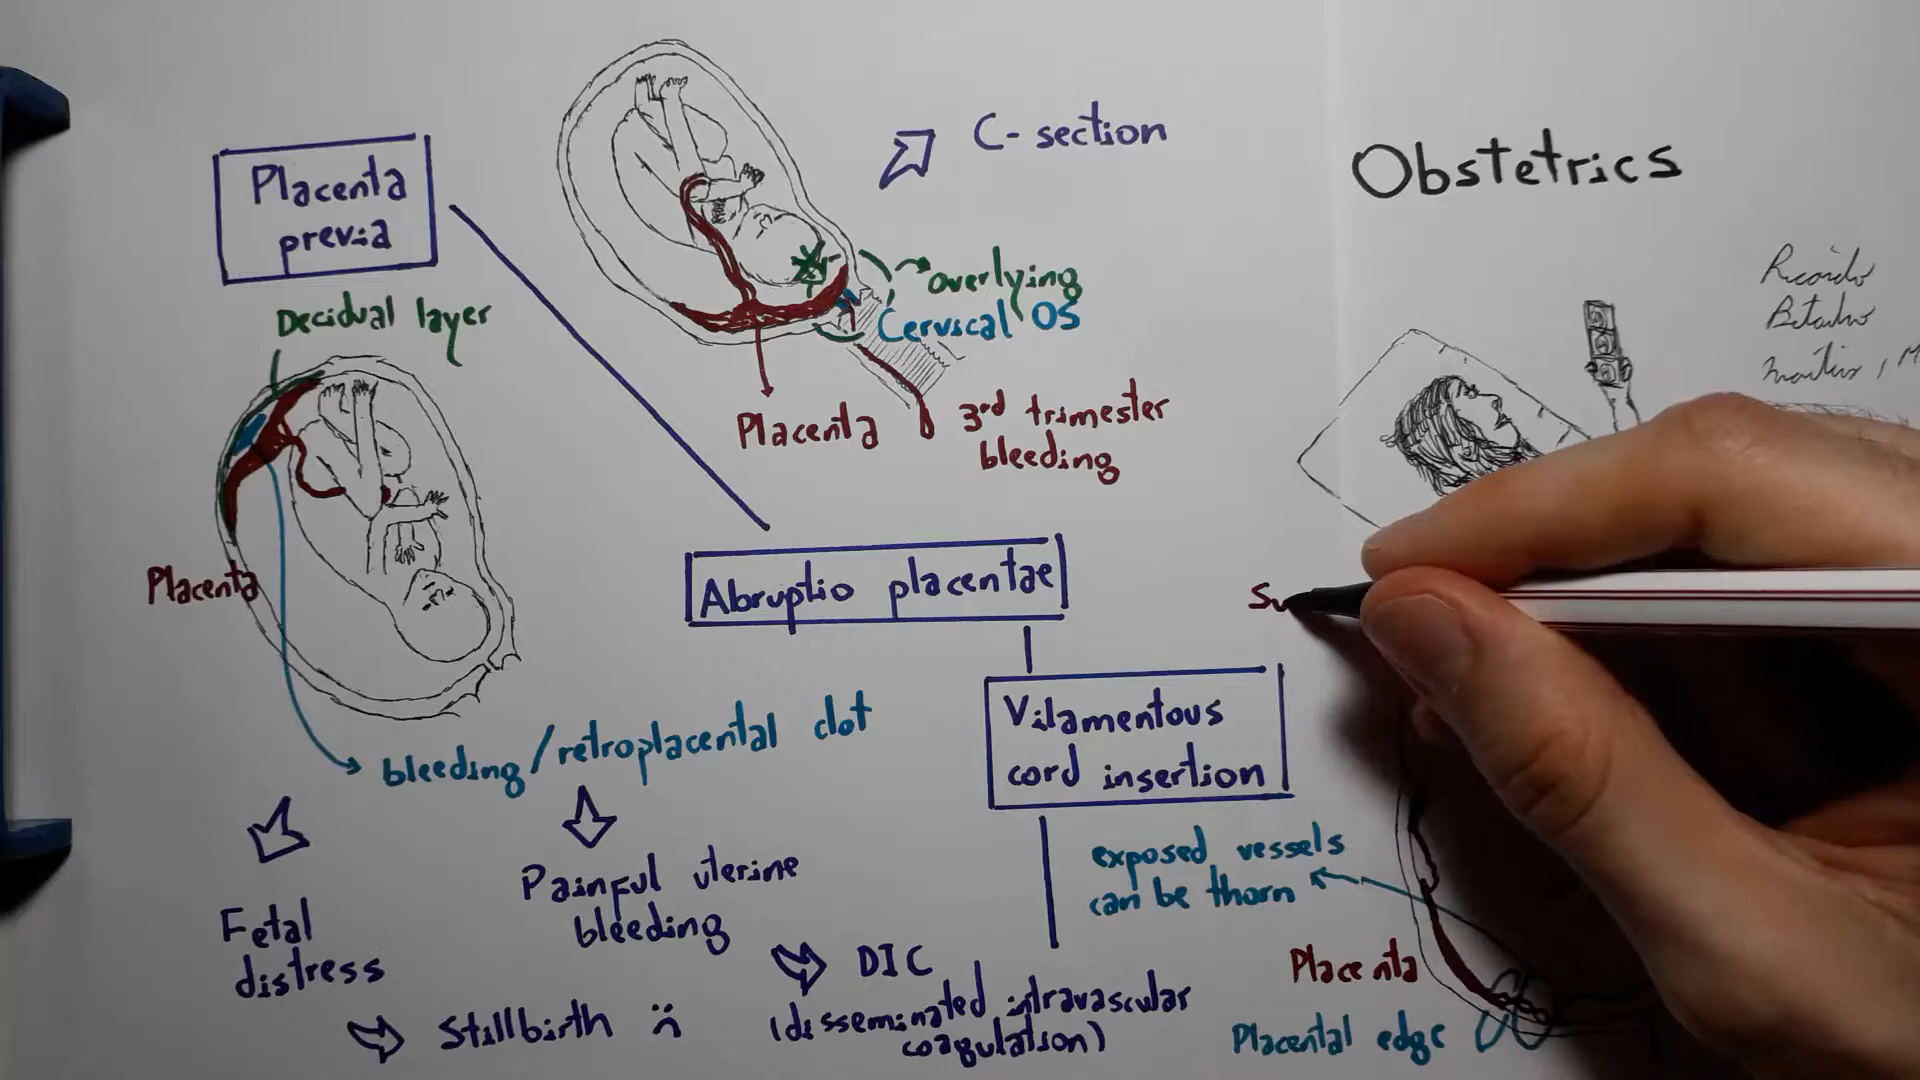 Obstetrics
Ricardo
Placenta
previa
C-section
overlying
Cervical OS
Decidual layer
Placenta
3rd trimester
bleeding
Placenta
Abruptio placentae
Su
Vilamentous
cord insertion
bleeding/retroplacental clot
exposed vessels
can be thorn
Painful uterine
bleeding
Fetal
distress
DIC
(disseminated intravascular
coagulation)
Stillbirth :(
Placenta
Placental edge